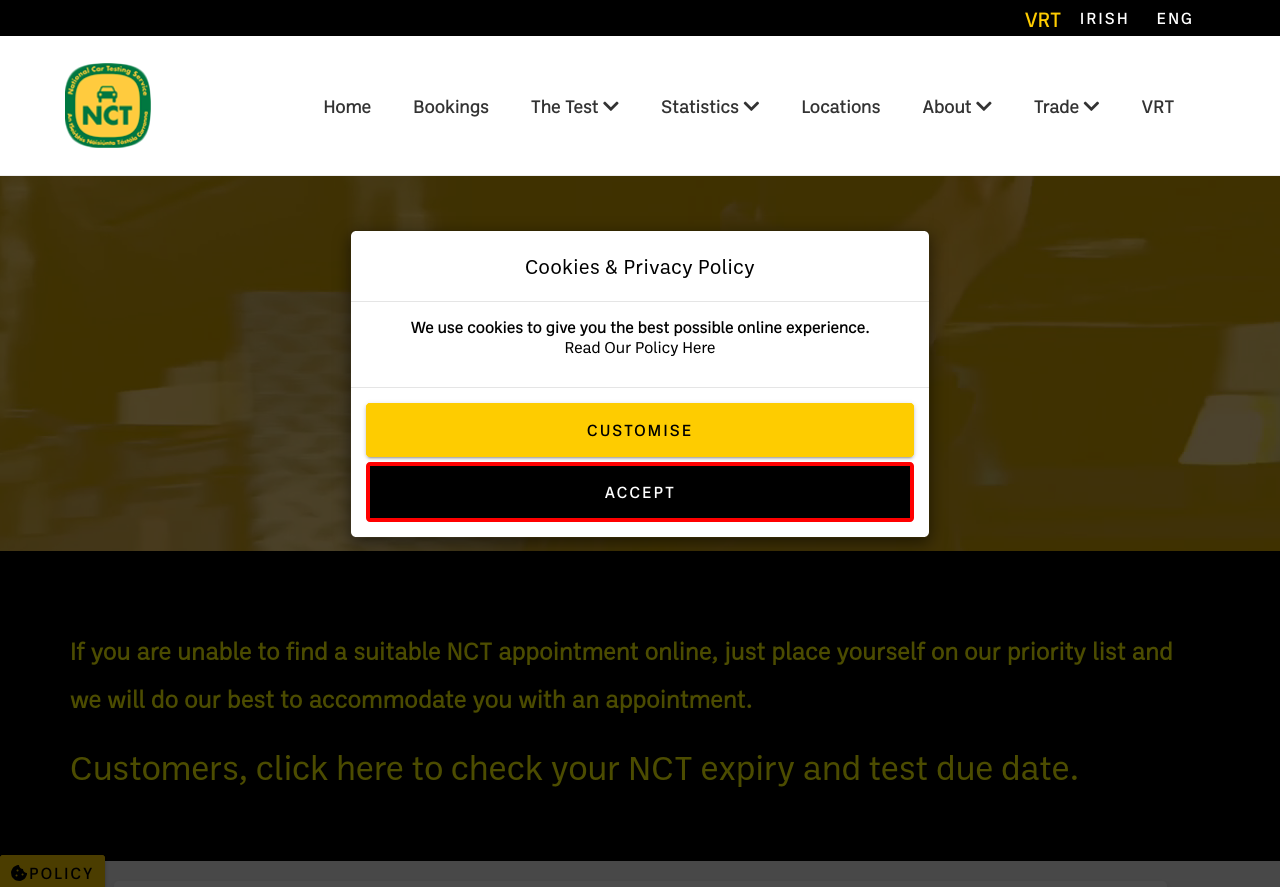 VRT IRISH ENG
National Car Testing Service
NCT
An tSeirbhís Náisiúnta Tástála Carranna
Home Bookings The Test Statistics Locations About Trade VRT
Cookies & Privacy Policy
We use cookies to give you the best possible online experience.
Read Our Policy Here
CUSTOMISE
ACCEPT
If you are unable to find a suitable NCT appointment online, just place yourself on our priority list and
we will do our best to accommodate you with an appointment.
Customers, click here to check your NCT expiry and test due date.
POLICY